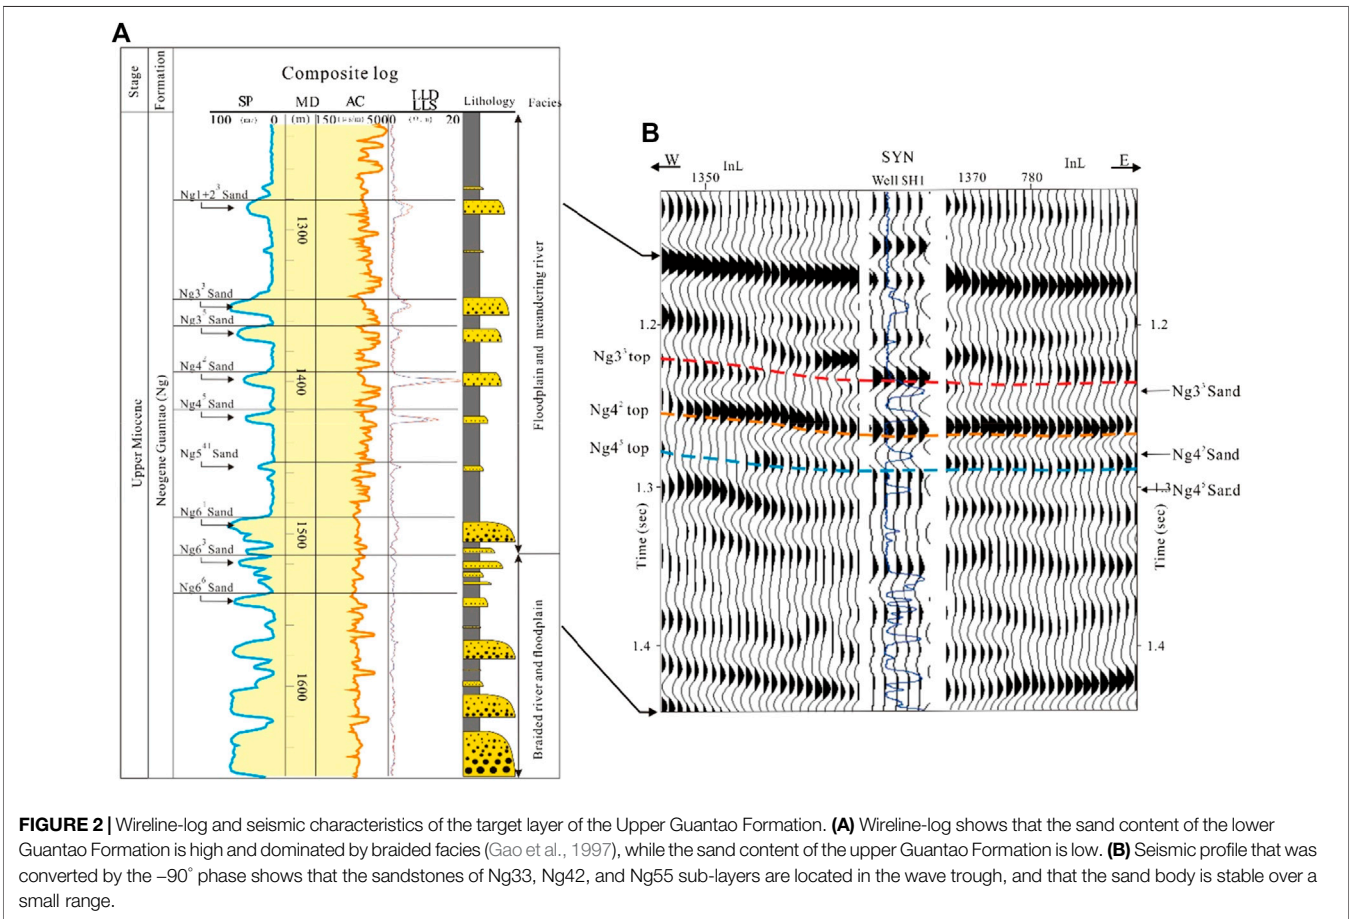 A
Stage
Formation
Composite log
SP
MD
AC
LLD
LLS
Lithology
Facies
100
0
(m)
150
500
0
20
Upper Miocene
Neogene Guantao (Ng)
Ng1+2³ Sand
Ng3³ Sand
Ng3⁵ Sand
Ng4² Sand
Ng4⁵ Sand
Ng5⁴¹ Sand
Ng6³ Sand
Ng6⁶ Sand
1300
1400
1500
1600
Floodplain and meandering river
Braided river and floodplain
B
W
InL
SYN
InL
E
1350
Well SH1
1370
780
1.2
1.2
Ng3³ top
Ng4² top
Ng4⁵ top
Ng3³ Sand
Ng4² Sand
Ng4⁵ Sand
1.3
1.3
Time (sec)
Time (sec)
1.4
1.4
FIGURE 2 | Wireline-log and seismic characteristics of the target layer of the Upper Guantao Formation. (A) Wireline-log shows that the sand content of the lower
Guantao Formation is high and dominated by braided facies (Gao et al., 1997), while the sand content of the upper Guantao Formation is low. (B) Seismic profile that was
converted by the −90° phase shows that the sandstones of Ng33, Ng42, and Ng55 sub-layers are located in the wave trough, and that the sand body is stable over a
small range.